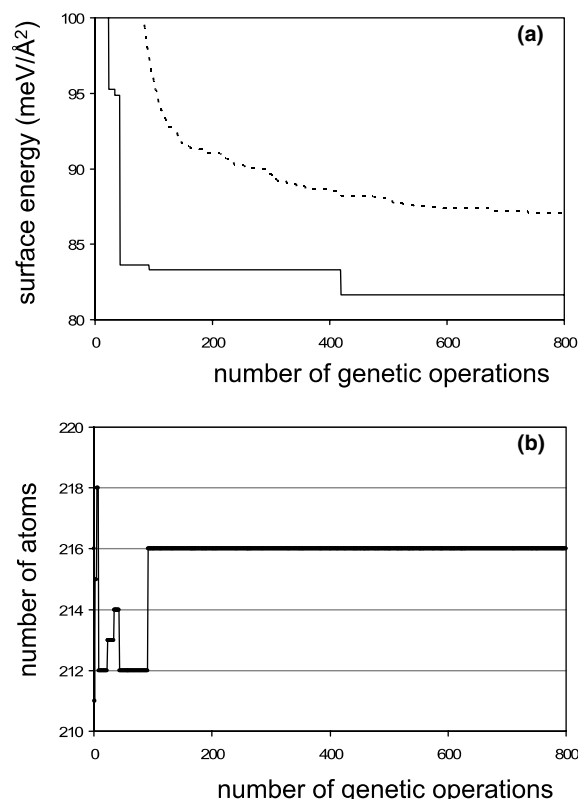 (a)
surface energy (meV/Å²)
100
95
90
85
80
0 200 400 600 800
number of genetic operations
(b)
number of atoms
220
218
216
214
212
210
0 200 400 600 800
number of genetic operations